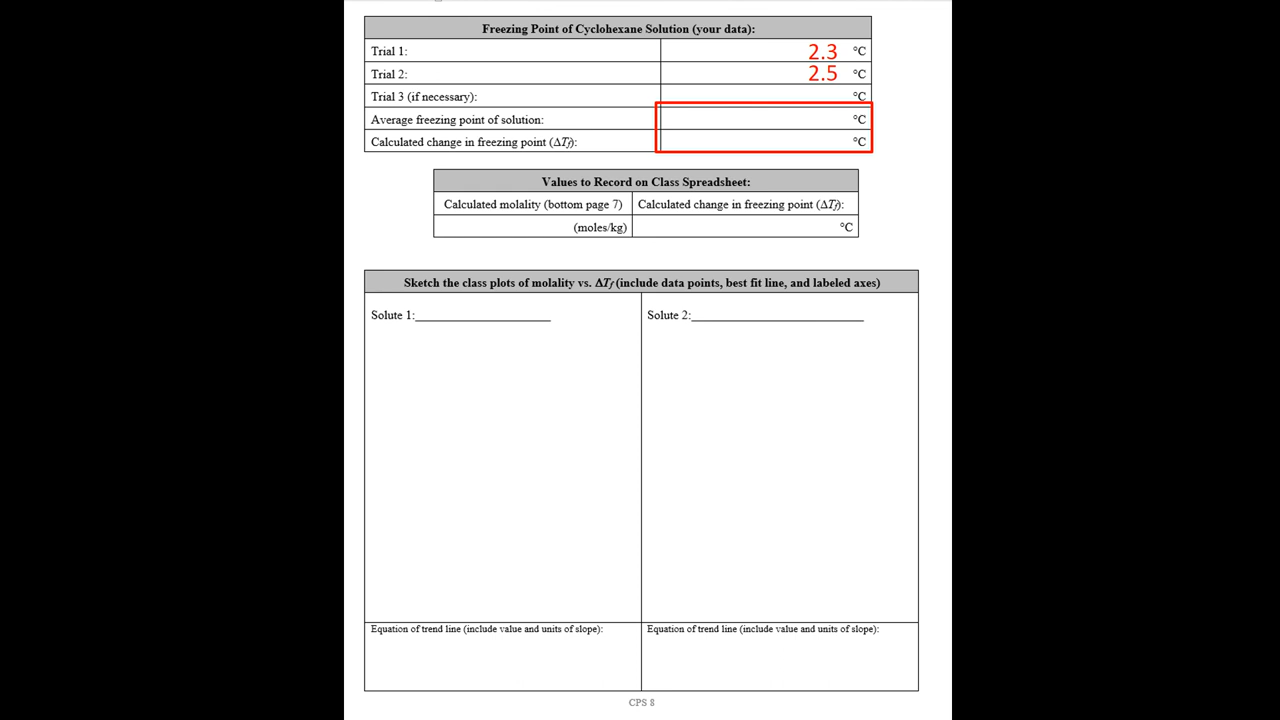 Freezing Point of Cyclohexane Solution (your data):
Trial 1: 2.3 °C
Trial 2: 2.5 °C
Trial 3 (if necessary): °C
Average freezing point of solution: °C
Calculated change in freezing point (ΔTf): °C
Values to Record on Class Spreadsheet:
Calculated molality (bottom page 7) Calculated change in freezing point (ΔTf):
(moles/kg) °C
Sketch the class plots of molality vs. ΔTf (include data points, best fit line, and labeled axes)
Solute 1:______________________ Solute 2:____________________________
Equation of trend line (include value and units of slope): Equation of trend line (include value and units of slope):
CPS 8